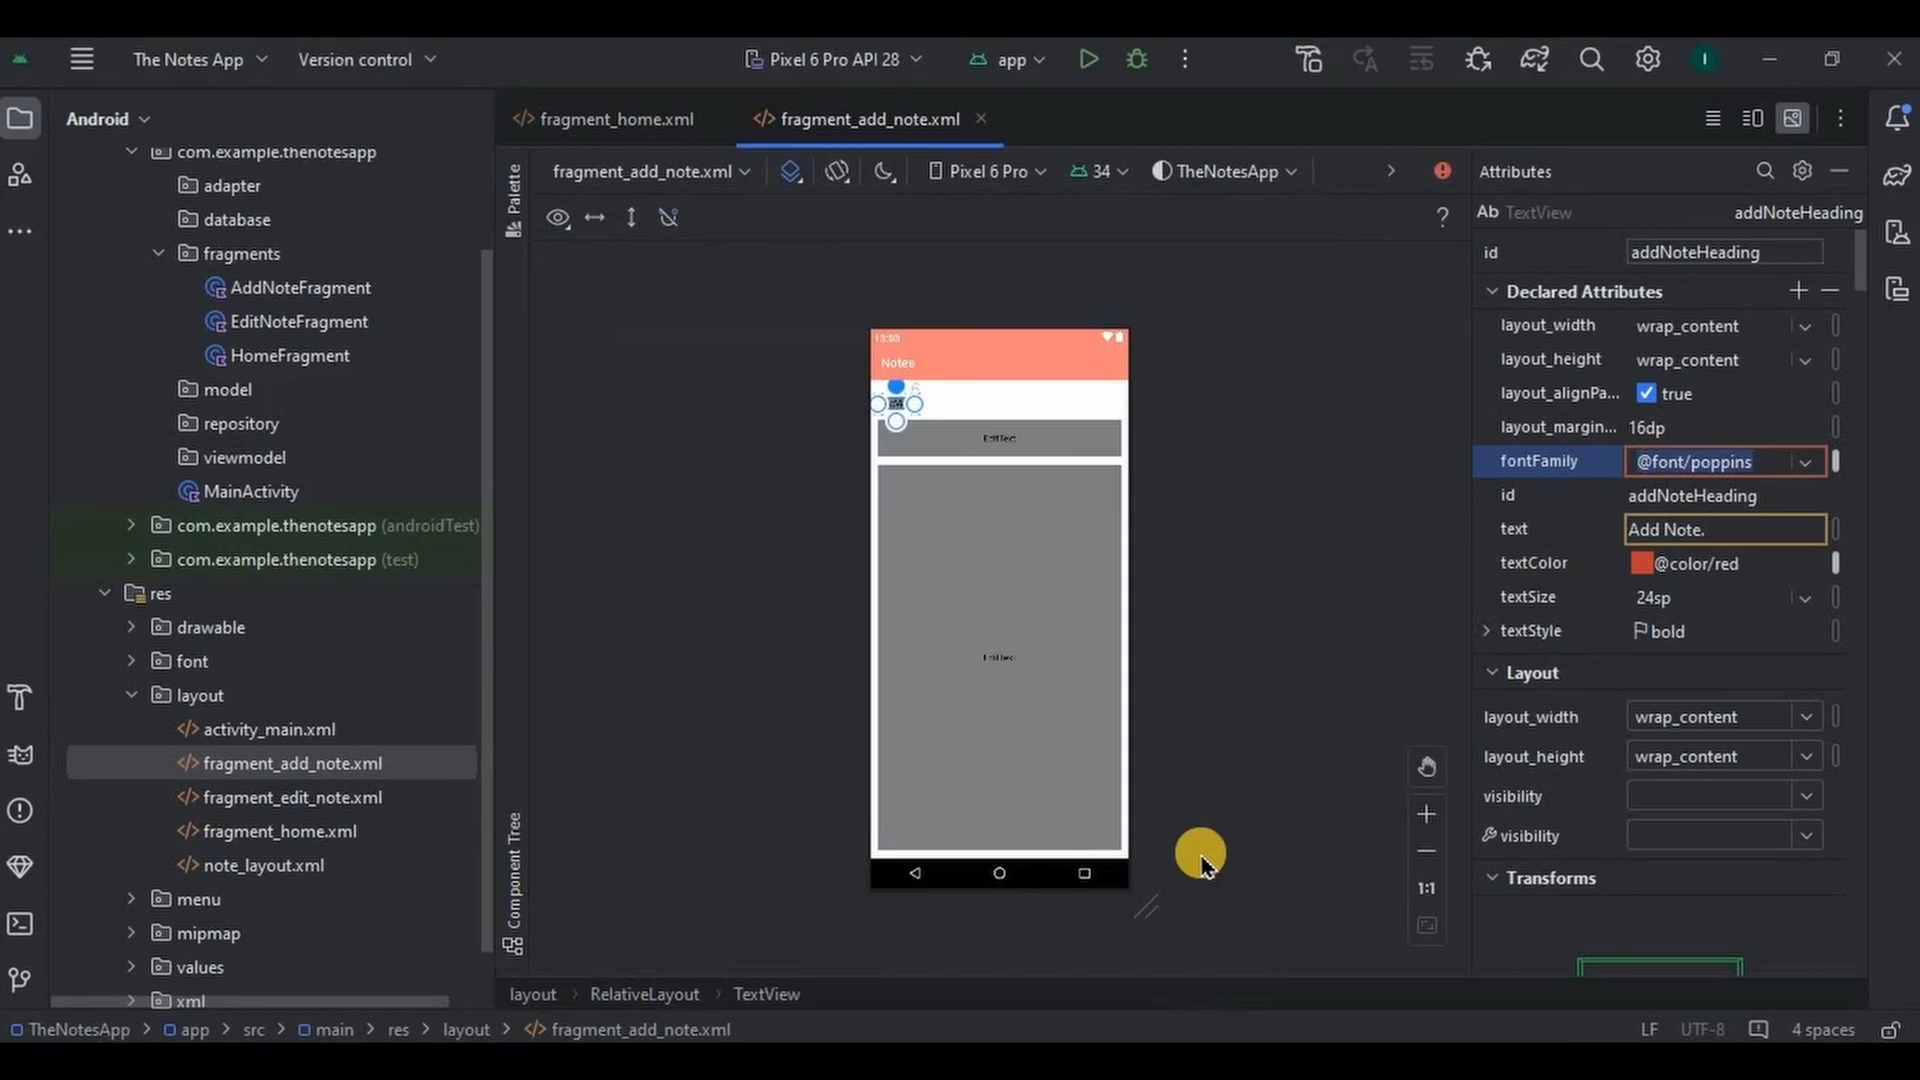 The Notes App
Version control
Pixel 6 Pro API 28
app
I
Android
fragment_home.xml
fragment_add_note.xml
com.example.thenotesapp
adapter
database
fragments
AddNoteFragment
EditNoteFragment
HomeFragment
model
repository
viewmodel
MainActivity
com.example.thenotesapp (androidTest)
com.example.thenotesapp (test)
res
drawable
font
layout
activity_main.xml
fragment_add_note.xml
fragment_edit_note.xml
fragment_home.xml
note_layout.xml
menu
mipmap
values
xml
Palette
fragment_add_note.xml
Pixel 6 Pro
34
TheNotesApp
?
Notes
EditText
EditText
Component Tree
1:1
layout
RelativeLayout
TextView
Attributes
Ab TextView addNoteHeading
id addNoteHeading
Declared Attributes
layout_width wrap_content
layout_height wrap_content
layout_alignPa... true
layout_margin... 16dp
fontFamily @font/poppins
id addNoteHeading
text Add Note.
textColor @color/red
textSize 24sp
textStyle bold
Layout
layout_width wrap_content
layout_height wrap_content
visibility
visibility
Transforms
TheNotesApp > app > src > main > res > layout > fragment_add_note.xml
LF UTF-8 4 spaces